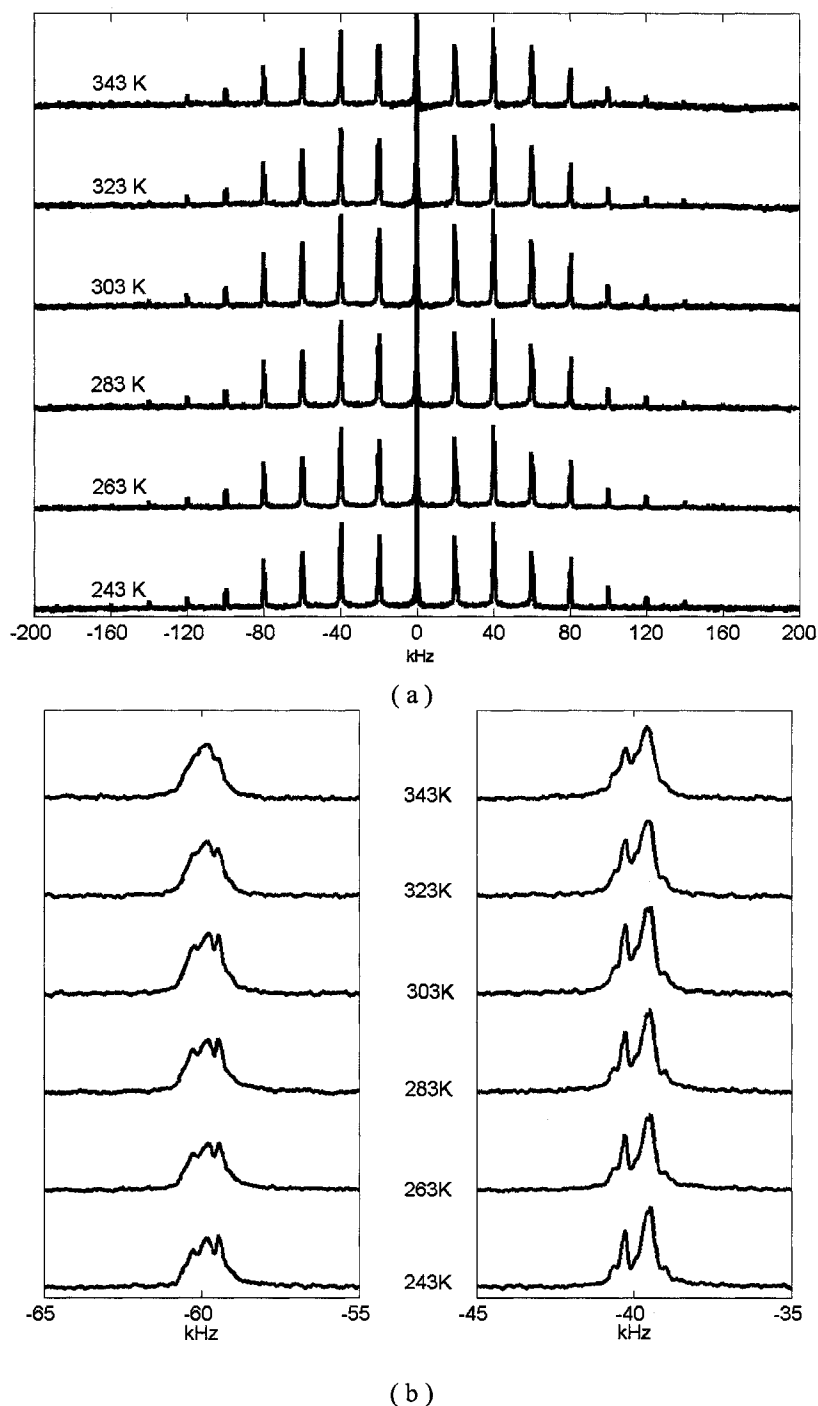 343 K
323 K
303 K
283 K
263 K
243 K
-200 -160 -120 -80 -40 0 40 80 120 160 200
kHz
( a )
343K
323K
303K
283K
263K
243K
-65 -60 -55 -45 -40 -35
kHz kHz
( b )